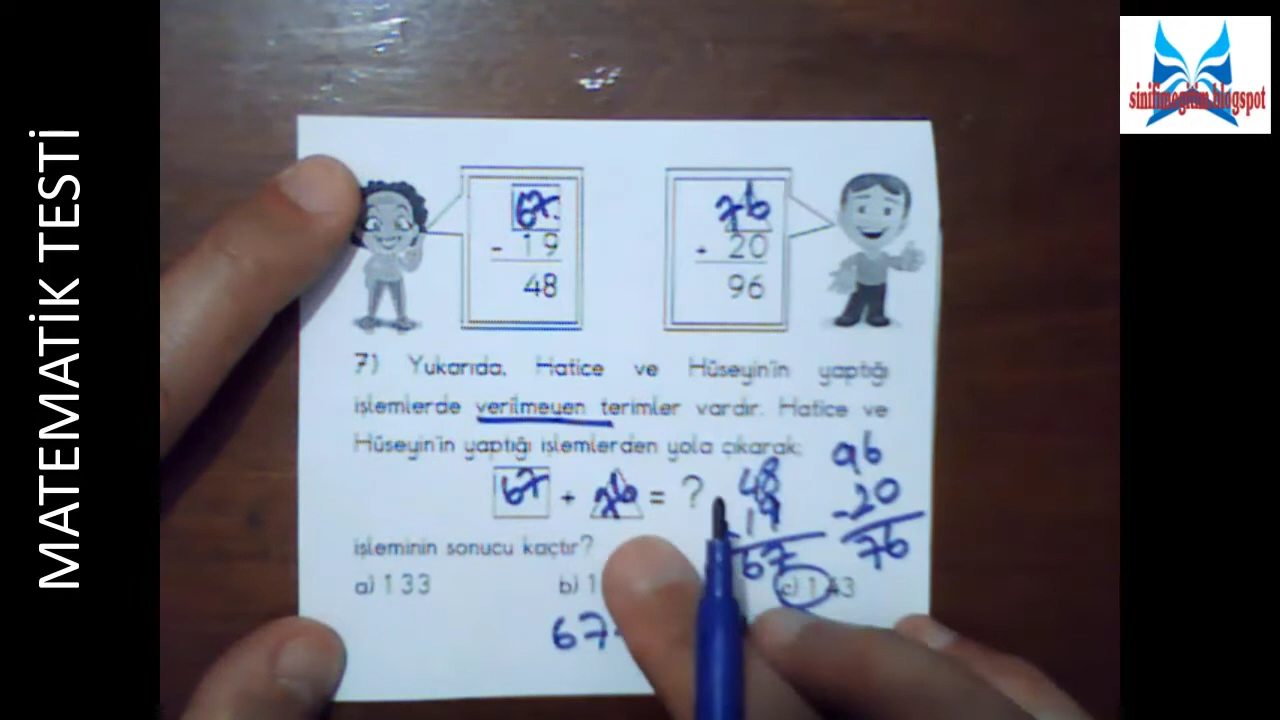 MATEMATİK TESTİ
sinifimegitim.blogspot
67
- 19
48
76
+ 20
96
7) Yukarıda, Hatice ve Hüseyin'in yaptığı
işlemlerde verilmeyen terimler vardır. Hatice ve
Hüseyin'in yaptığı işlemlerden yola çıkarak;
67 + 76 = ?
işleminin sonucu kaçtır?
a) 133 b) 1 c) 143
48
19
67
96
-20
76
67+